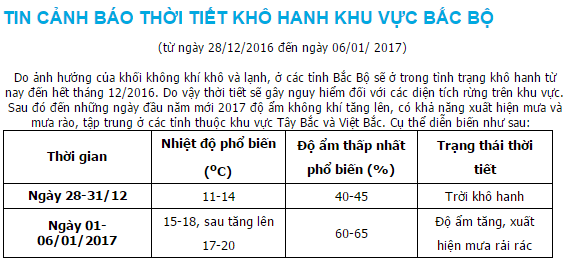 TIN CẢNH BÁO THỜI TIẾT KHÔ HANH KHU VỰC BẮC BỘ
(từ ngày 28/12/2016 đến ngày 06/01/ 2017)
Do ảnh hưởng của khối không khí khô và lạnh, ở các tỉnh Bắc Bộ sẽ ở trong tình trạng khô hanh từ
nay đến hết tháng 12/2016. Do vậy thời tiết sẽ gây nguy hiểm đối với các diện tích rừng trên khu vực.
Sau đó đến những ngày đầu năm mới 2017 độ ẩm không khí tăng lên, có khả năng xuất hiện mưa và
mưa rào, tập trung ở các tỉnh thuộc khu vực Tây Bắc và Việt Bắc. Cụ thể diễn biến như sau:
Thời gian
Nhiệt độ phổ biến
(ºC)
Độ ẩm thấp nhất
phổ biến (%)
Trạng thái thời
tiết
Ngày 28-31/12
11-14
40-45
Trời khô hanh
Ngày 01-
06/01/2017
15-18, sau tăng lên
17-20
60-65
Độ ẩm tăng, xuất
hiện mưa rải rác